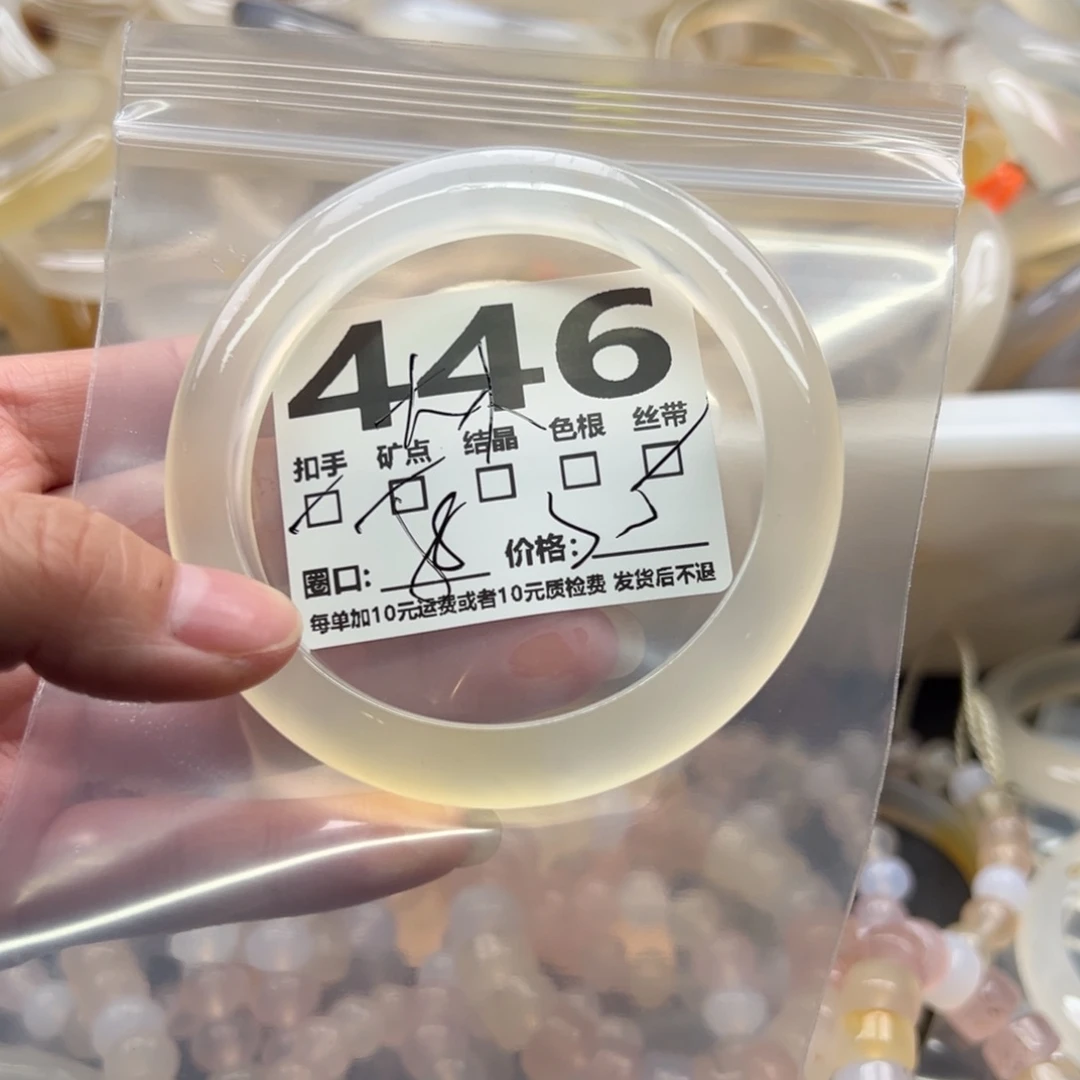 446
扣手 矿点 结晶 色根 丝带
圈口: 8 价格:
每单加10元运费或者10元质检费 发货后不退